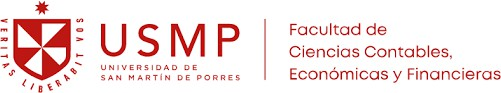 VERITAS LIBERABIT VOS
USMP
UNIVERSIDAD DE
SAN MARTÍN DE PORRES
Facultad de
Ciencias Contables,
Económicas y Financieras